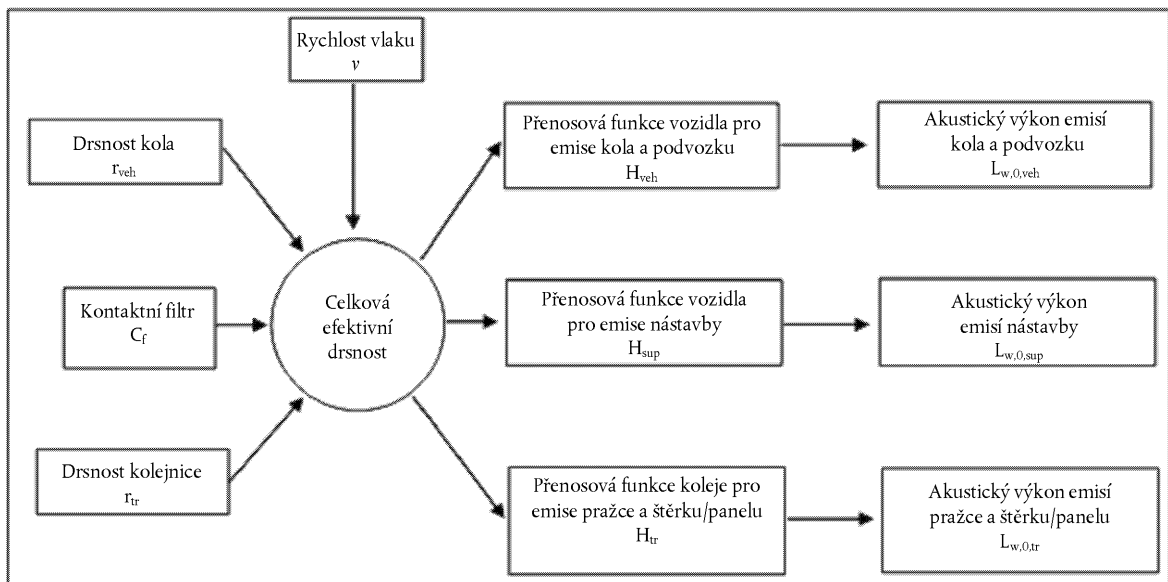 Rychlost vlaku
v
Drsnost kola
r_veh
Kontaktní filtr
C_f
Drsnost kolejnice
r_tr
Celková
efektivní
drsnost
Přenosová funkce vozidla pro
emise kola a podvozku
H_veh
Přenosová funkce vozidla
pro emise nástavby
H_sup
Přenosová funkce koleje pro
emise pražce a štěrku/panelu
H_tr
Akustický výkon emisí
kola a podvozku
L_w,0,veh
Akustický výkon
emisí nástavby
L_w,0,sup
Akustický výkon emisí
pražce a štěrku/panelu
L_w,0,tr